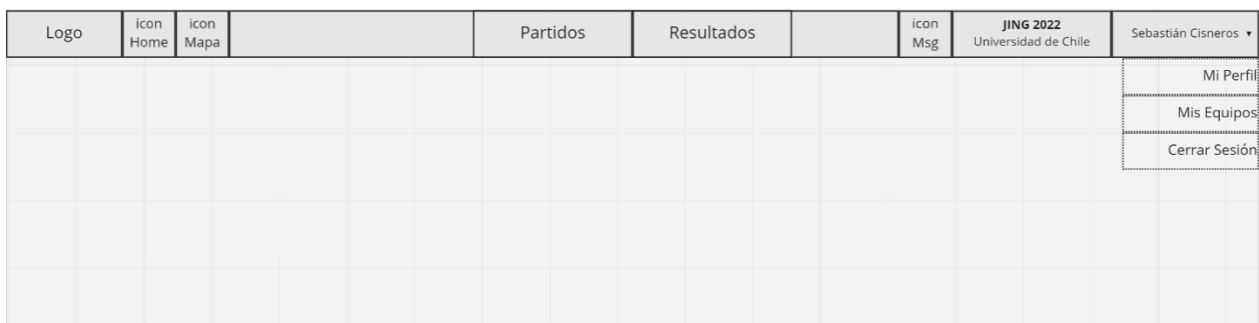 Logo
icon
Home
icon
Mapa
Partidos
Resultados
icon
Msg
JING 2022
Universidad de Chile
Sebastián Cisneros ▼
Mi Perfil
Mis Equipos
Cerrar Sesión